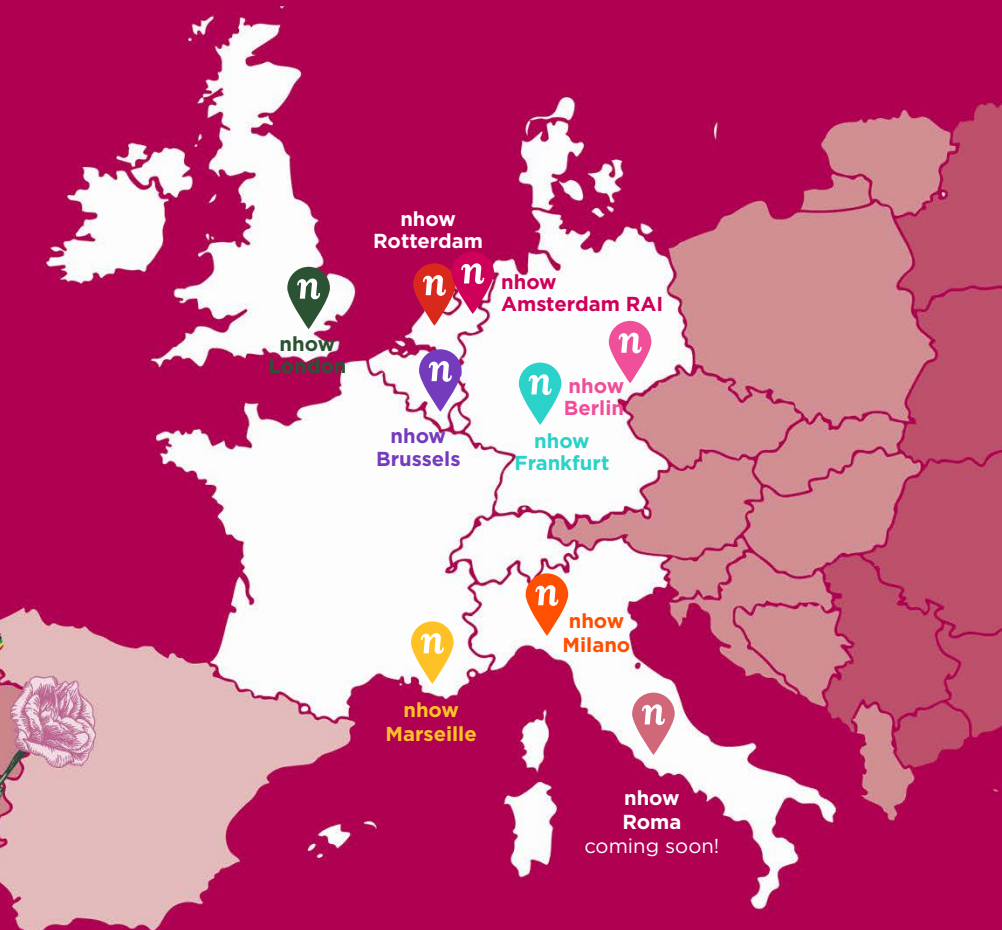 nhow
Rotterdam
n
n
nhow
Amsterdam RAI
n
nhow
London
n
nhow
Berlin
n
nhow
Brussels
n
nhow
Frankfurt
n
nhow
Milano
n
nhow
Marseille
n
nhow
Roma
coming soon!